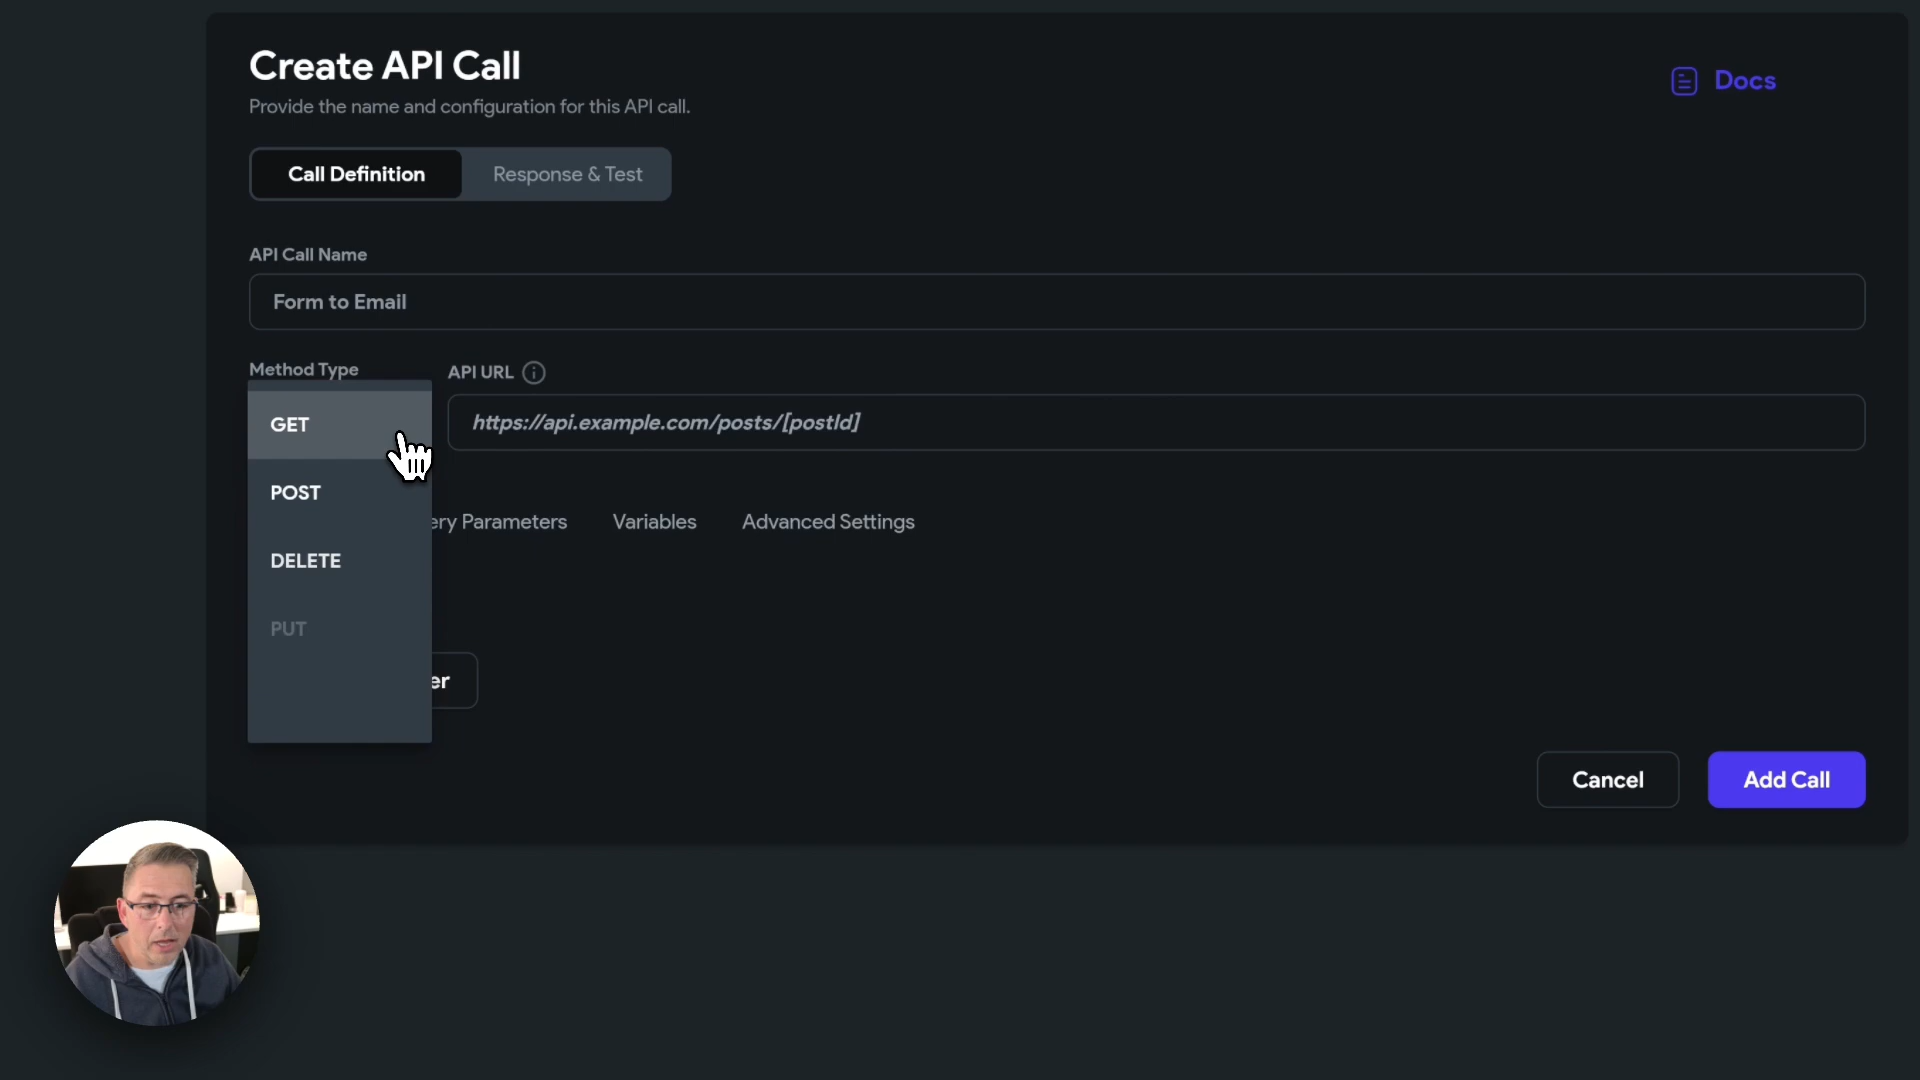 Create API Call
Docs
Provide the name and configuration for this API call.
Call Definition
Response & Test
API Call Name
Form to Email
Method Type
API URL
GET
https://api.example.com/posts/[postId]
POST
ery Parameters
Variables
Advanced Settings
DELETE
PUT
er
Cancel
Add Call